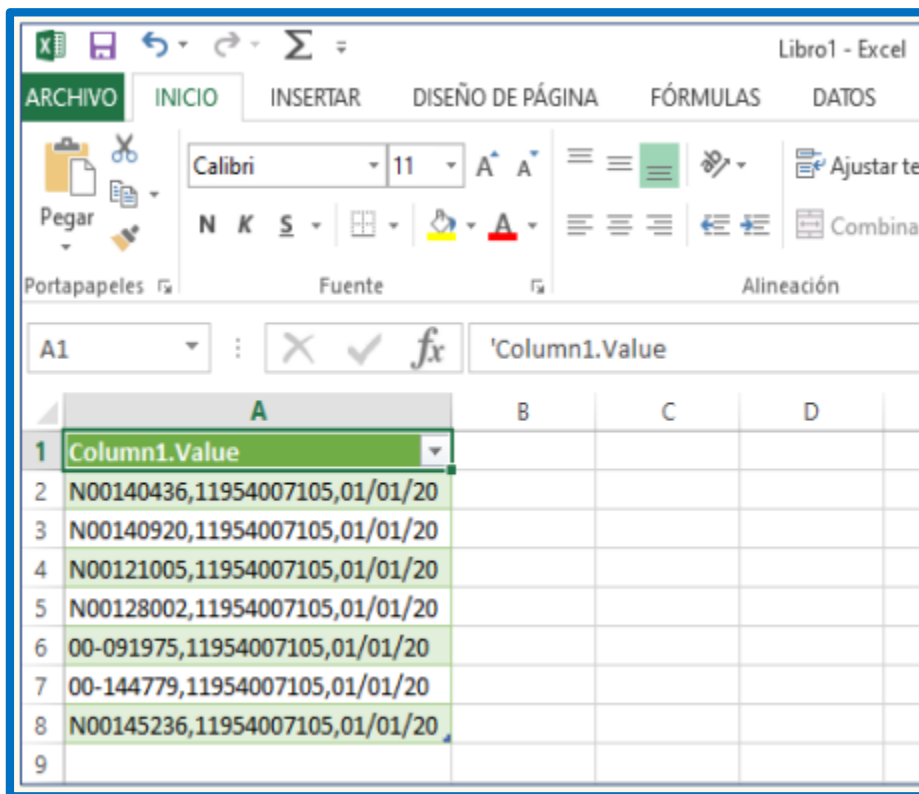 Libro1 - Excel
ARCHIVO INICIO INSERTAR DISEÑO DE PÁGINA FÓRMULAS DATOS
Calibri 11 A A Ajustar te
Pegar N K S A Combina
Portapapeles Fuente Alineación
A1 fx 'Column1.Value
A B C D
1 Column1.Value
2 N00140436,11954007105,01/01/20
3 N00140920,11954007105,01/01/20
4 N00121005,11954007105,01/01/20
5 N00128002,11954007105,01/01/20
6 00-091975,11954007105,01/01/20
7 00-144779,11954007105,01/01/20
8 N00145236,11954007105,01/01/20
9